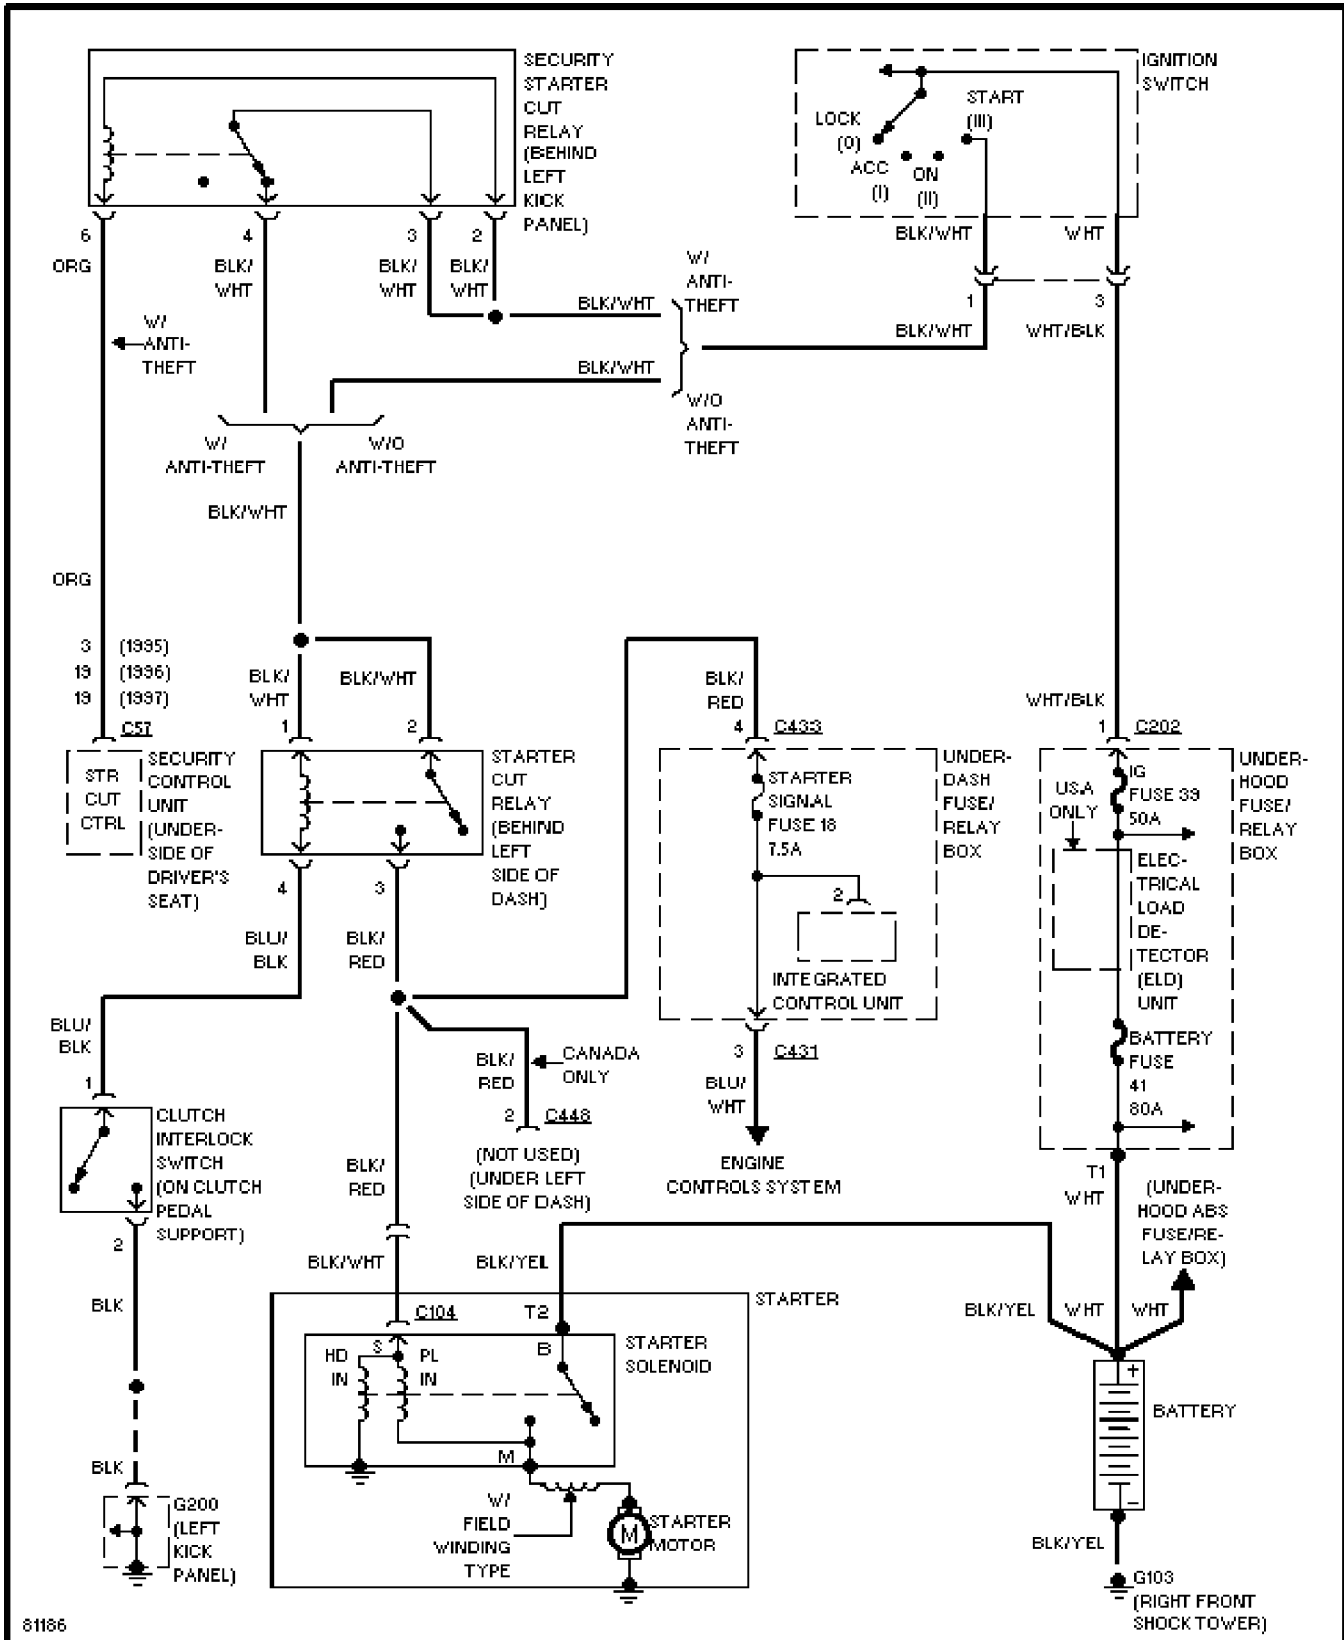 SECURITY
STARTER
CUT
RELAY
(BEHIND
LEFT
KICK
PANEL)
IGNITION
SWITCH
LOCK
(0)
ACC
(I)
ON
(II)
START
(III)
6
4
3
2
ORG
BLK/
WHT
BLK/
WHT
BLK/
WHT
BLK/WHT
WHT
1
3
BLK/WHT
WHT/BLK
W/
ANTI-
THEFT
W/
ANTI-
THEFT
BLK/WHT
BLK/WHT
W/O
ANTI-
THEFT
W/
ANTI-THEFT
W/O
ANTI-THEFT
BLK/WHT
ORG
3 (1995)
19 (1996)
19 (1997)
C57
STR
CUT
CTRL
SECURITY
CONTROL
UNIT
(UNDER-
SIDE OF
DRIVER'S
SEAT)
BLK/
WHT
BLK/WHT
1
2
STARTER
CUT
RELAY
(BEHIND
LEFT
SIDE OF
DASH)
4
3
BLU/
BLK
BLK/
RED
BLK/
RED
4 C433
STARTER
SIGNAL
FUSE 18
7.5A
2
INTEGRATED
CONTROL UNIT
UNDER-
DASH
FUSE/
RELAY
BOX
3 C431
BLU/
WHT
ENGINE
CONTROLS SYSTEM
WHT/BLK
1 C202
IG
FUSE 39
50A
USA
ONLY
ELEC-
TRICAL
LOAD
DE-
TECTOR
(ELD)
UNIT
BATTERY
FUSE
41
80A
UNDER-
HOOD
FUSE/
RELAY
BOX
T1
WHT
(UNDER-
HOOD ABS
FUSE/RE-
LAY BOX)
BLU/
BLK
1
CLUTCH
INTERLOCK
SWITCH
(ON CLUTCH
PEDAL
SUPPORT)
2
BLK
BLK
G200
(LEFT
KICK
PANEL)
BLK/
RED
CANADA
ONLY
2 C448
(NOT USED)
(UNDER LEFT
SIDE OF DASH)
BLK/
RED
BLK/WHT
BLK/YEL
C104
T2
STARTER
S
B
HD
IN
PL
IN
STARTER
SOLENOID
M
W/
FIELD
WINDING
TYPE
M
STARTER
MOTOR
BLK/YEL
WHT
WHT
+
BATTERY
-
BLK/YEL
G103
(RIGHT FRONT
SHOCK TOWER)
81186